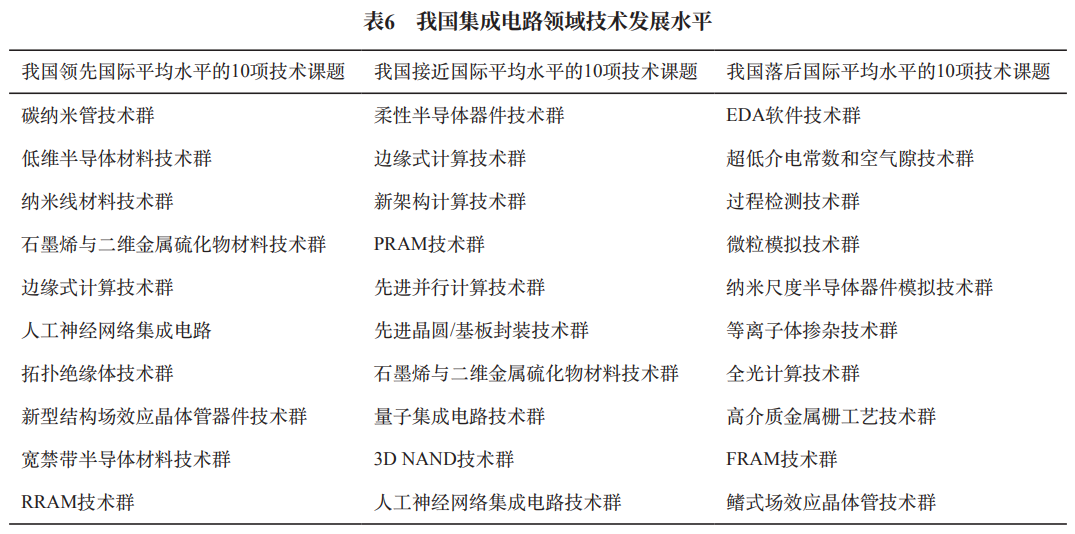 表6 我国集成电路领域技术发展水平
我国领先国际平均水平的10项技术课题 我国接近国际平均水平的10项技术课题 我国落后国际平均水平的10项技术课题
碳纳米管技术群 柔性半导体器件技术群 EDA软件技术群
低维半导体材料技术群 边缘式计算技术群 超低介电常数和空气隙技术群
纳米线材料技术群 新架构计算技术群 过程检测技术群
石墨烯与二维金属硫化物材料技术群 PRAM技术群 微粒模拟技术群
边缘式计算技术群 先进并行计算技术群 纳米尺度半导体器件模拟技术群
人工神经网络集成电路 先进晶圆/基板封装技术群 等离子体掺杂技术群
拓扑绝缘体技术群 石墨烯与二维金属硫化物材料技术群 全光计算技术群
新型结构场效应晶体管器件技术群 量子集成电路技术群 高介质金属栅工艺技术群
宽禁带半导体材料技术群 3D NAND技术群 FRAM技术群
RRAM技术群 人工神经网络集成电路技术群 鳍式场效应晶体管技术群